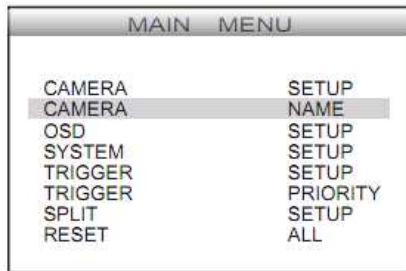 MAIN MENU
CAMERA SETUP
CAMERA NAME
OSD SETUP
SYSTEM SETUP
TRIGGER SETUP
TRIGGER PRIORITY
SPLIT SETUP
RESET ALL